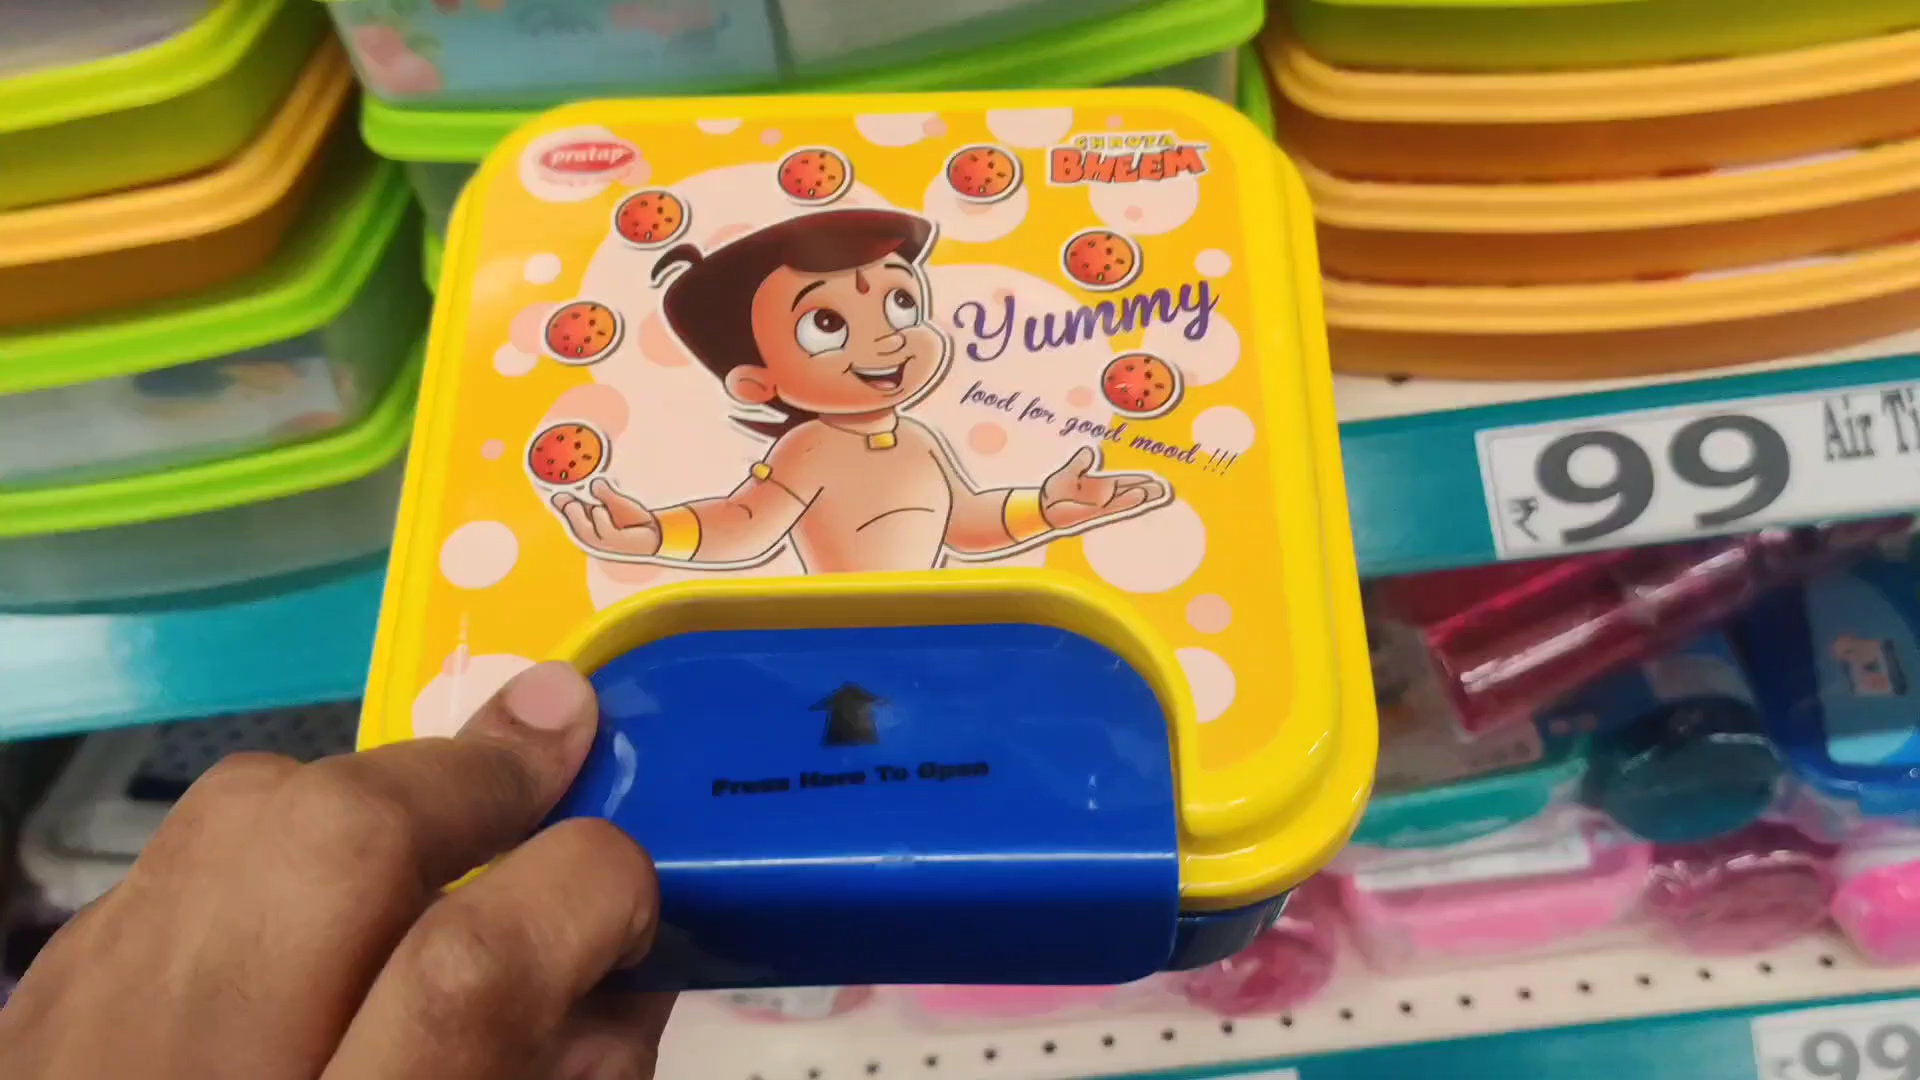 pratap
CHHOTA
BHEEM
Yummy
food for good mood !!!
Press Here To Open
₹ 99 Air Ti
99